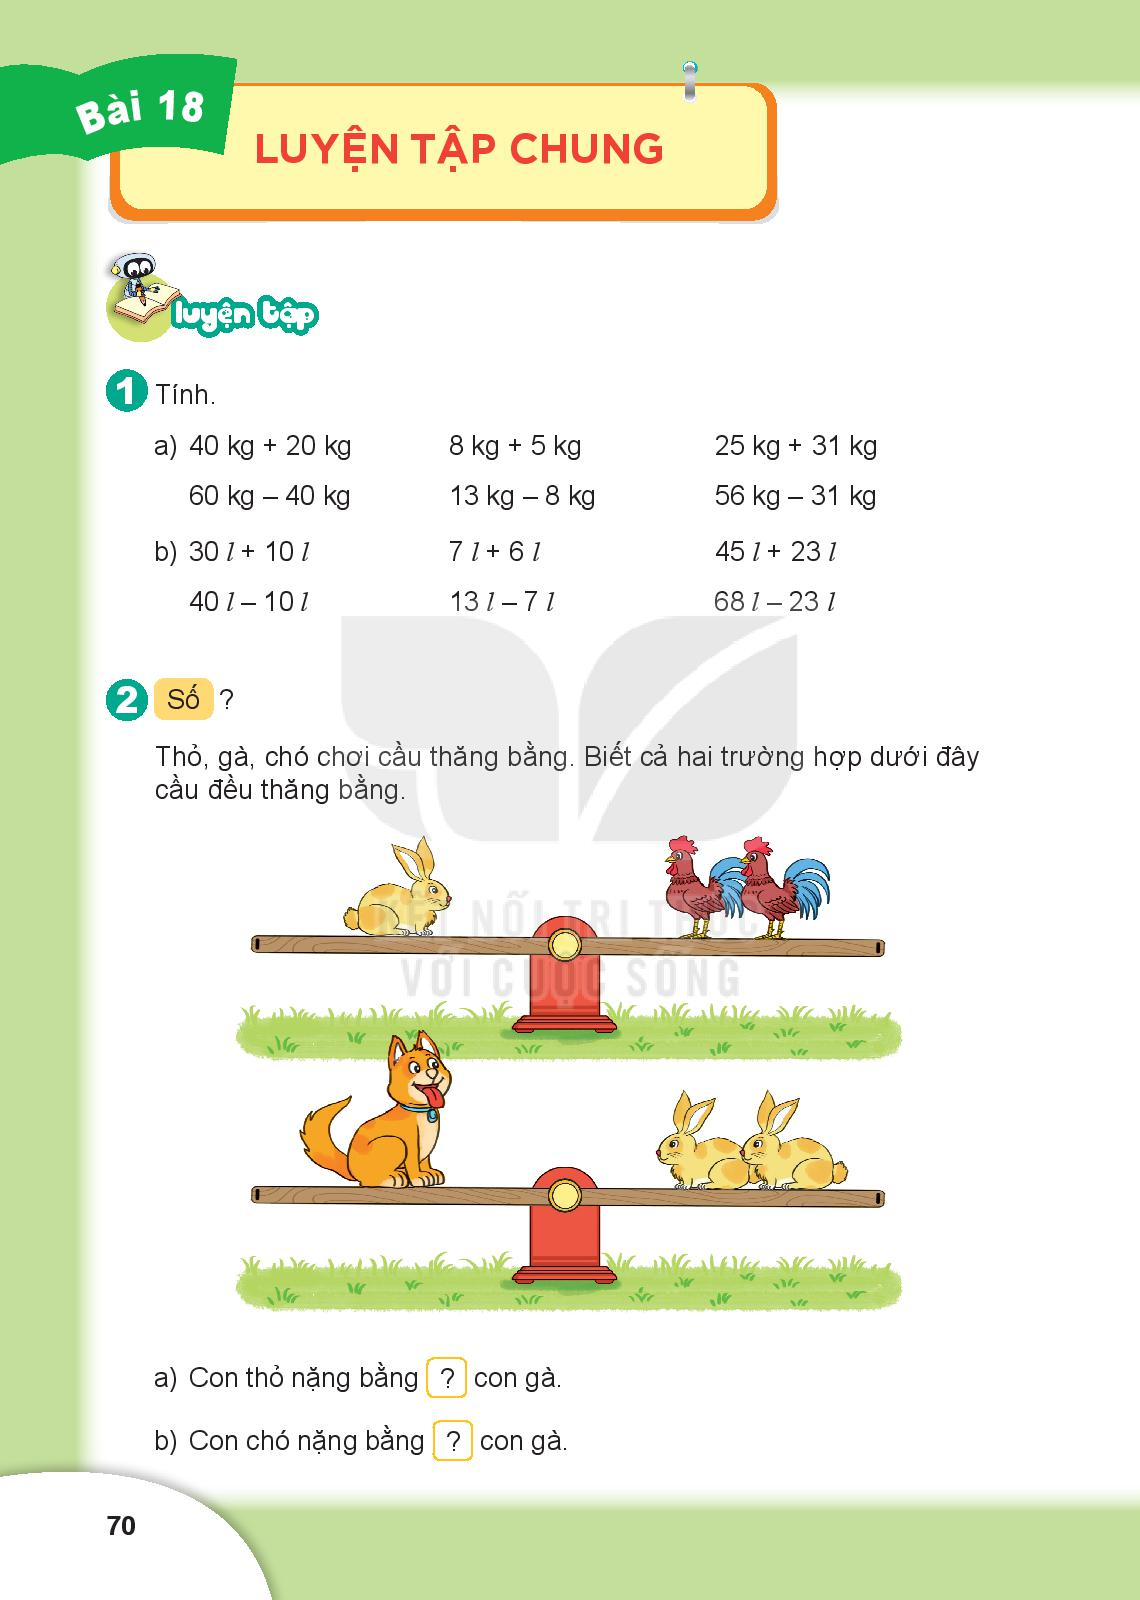 Bài 18
LUYỆN TẬP CHUNG
luyện tập
1 Tính.
a) 40 kg + 20 kg 8 kg + 5 kg 25 kg + 31 kg
60 kg – 40 kg 13 kg – 8 kg 56 kg – 31 kg
b) 30 l + 10 l 7 l + 6 l 45 l + 23 l
40 l – 10 l 13 l – 7 l 68 l – 23 l
2 Số ?
Thỏ, gà, chó chơi cầu thăng bằng. Biết cả hai trường hợp dưới đây
cầu đều thăng bằng.
KẾT NỐI TRI THỨC
VỚI CUỘC SỐNG
a) Con thỏ nặng bằng ? con gà.
b) Con chó nặng bằng ? con gà.
70